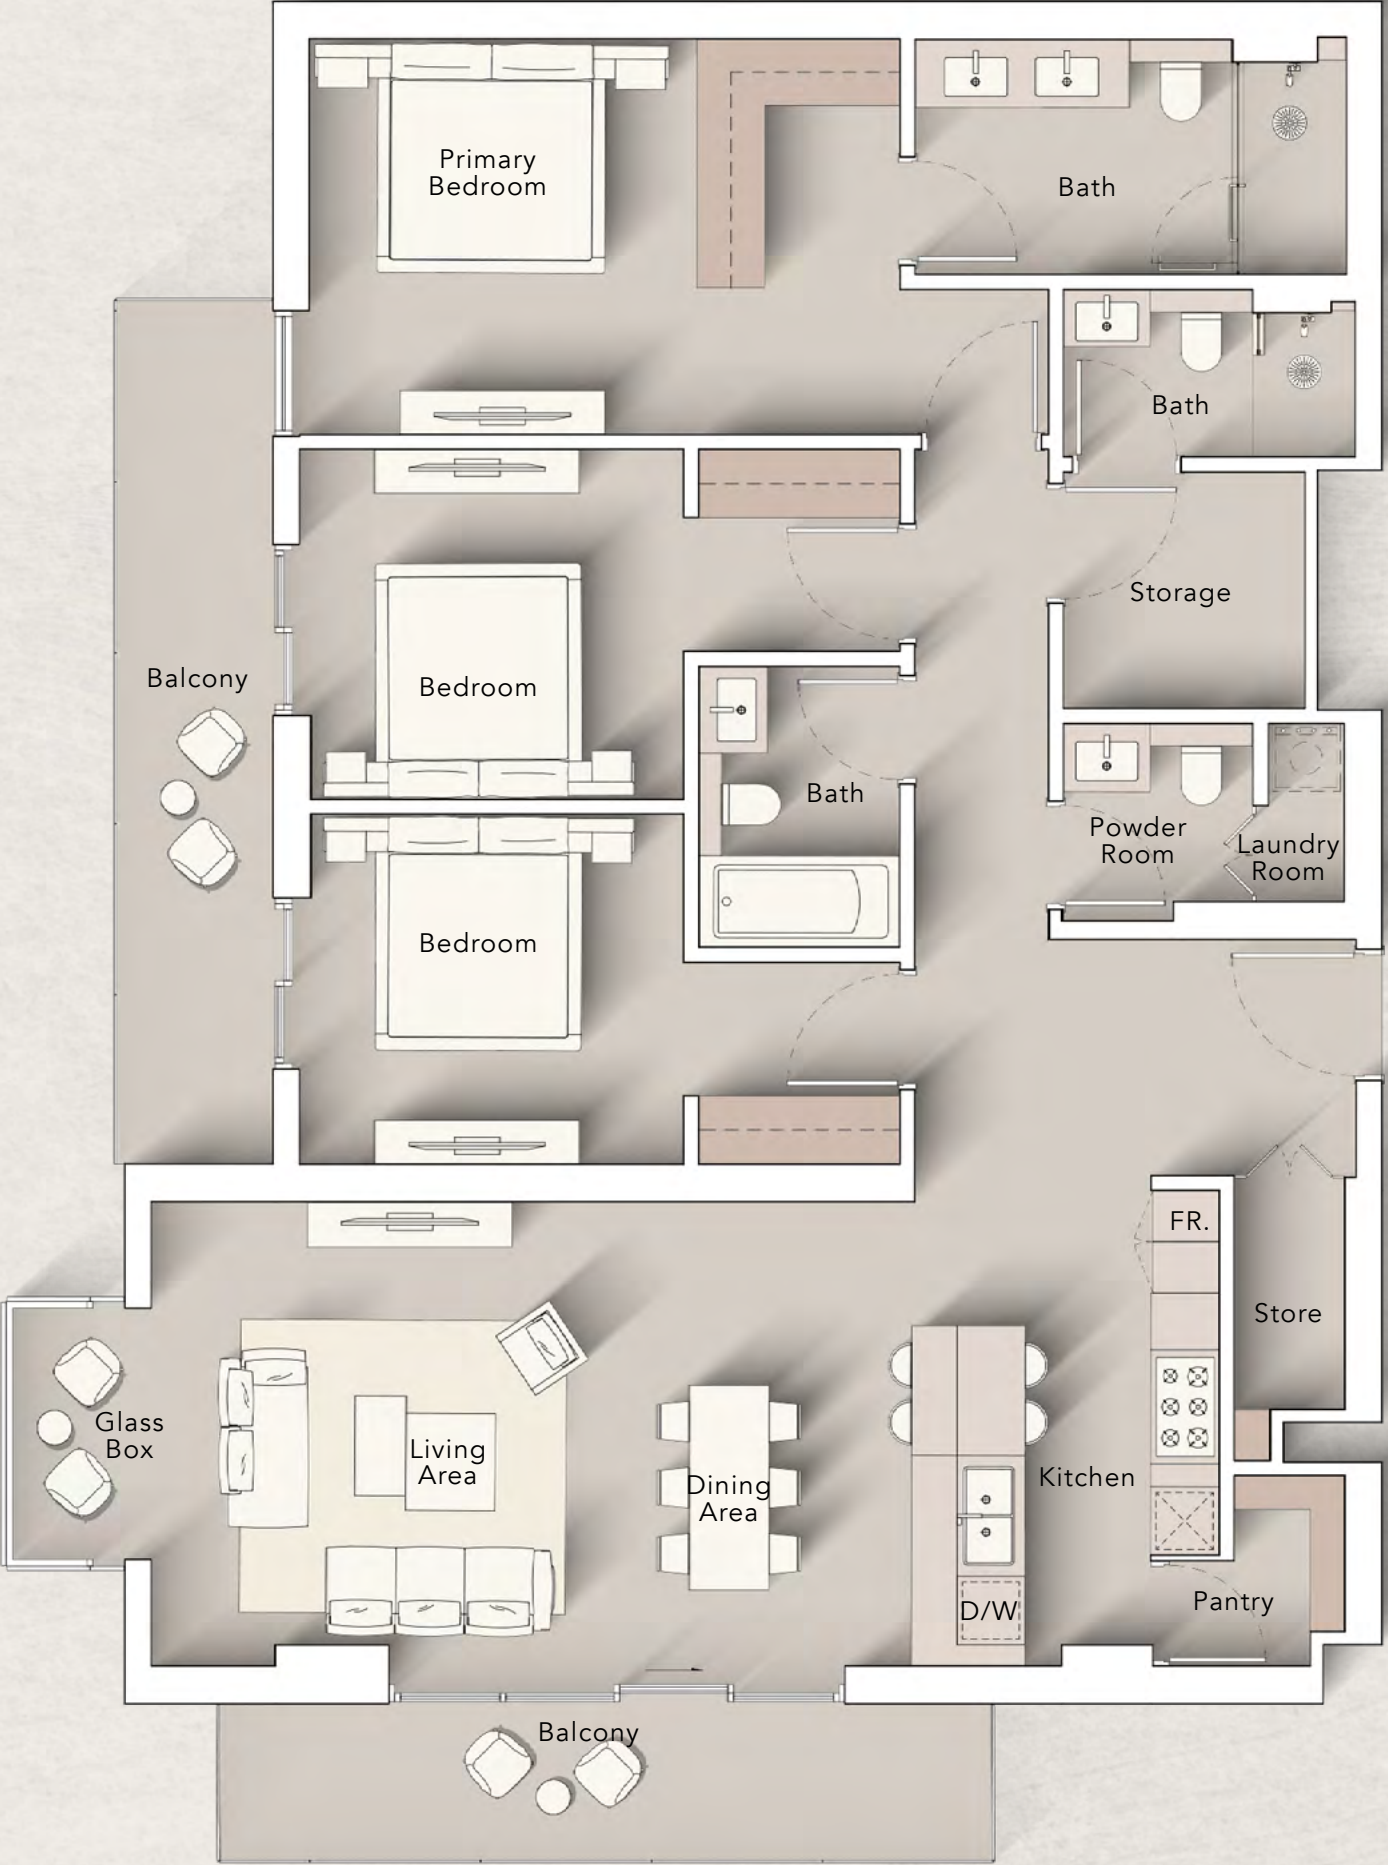 Primary
Bedroom
Bath
Bath
Storage
Balcony
Bedroom
Bath
Powder
Room
Laundry
Room
Bedroom
FR.
Store
Glass
Box
Living
Area
Dining
Area
Kitchen
D/W
Pantry
Balcony